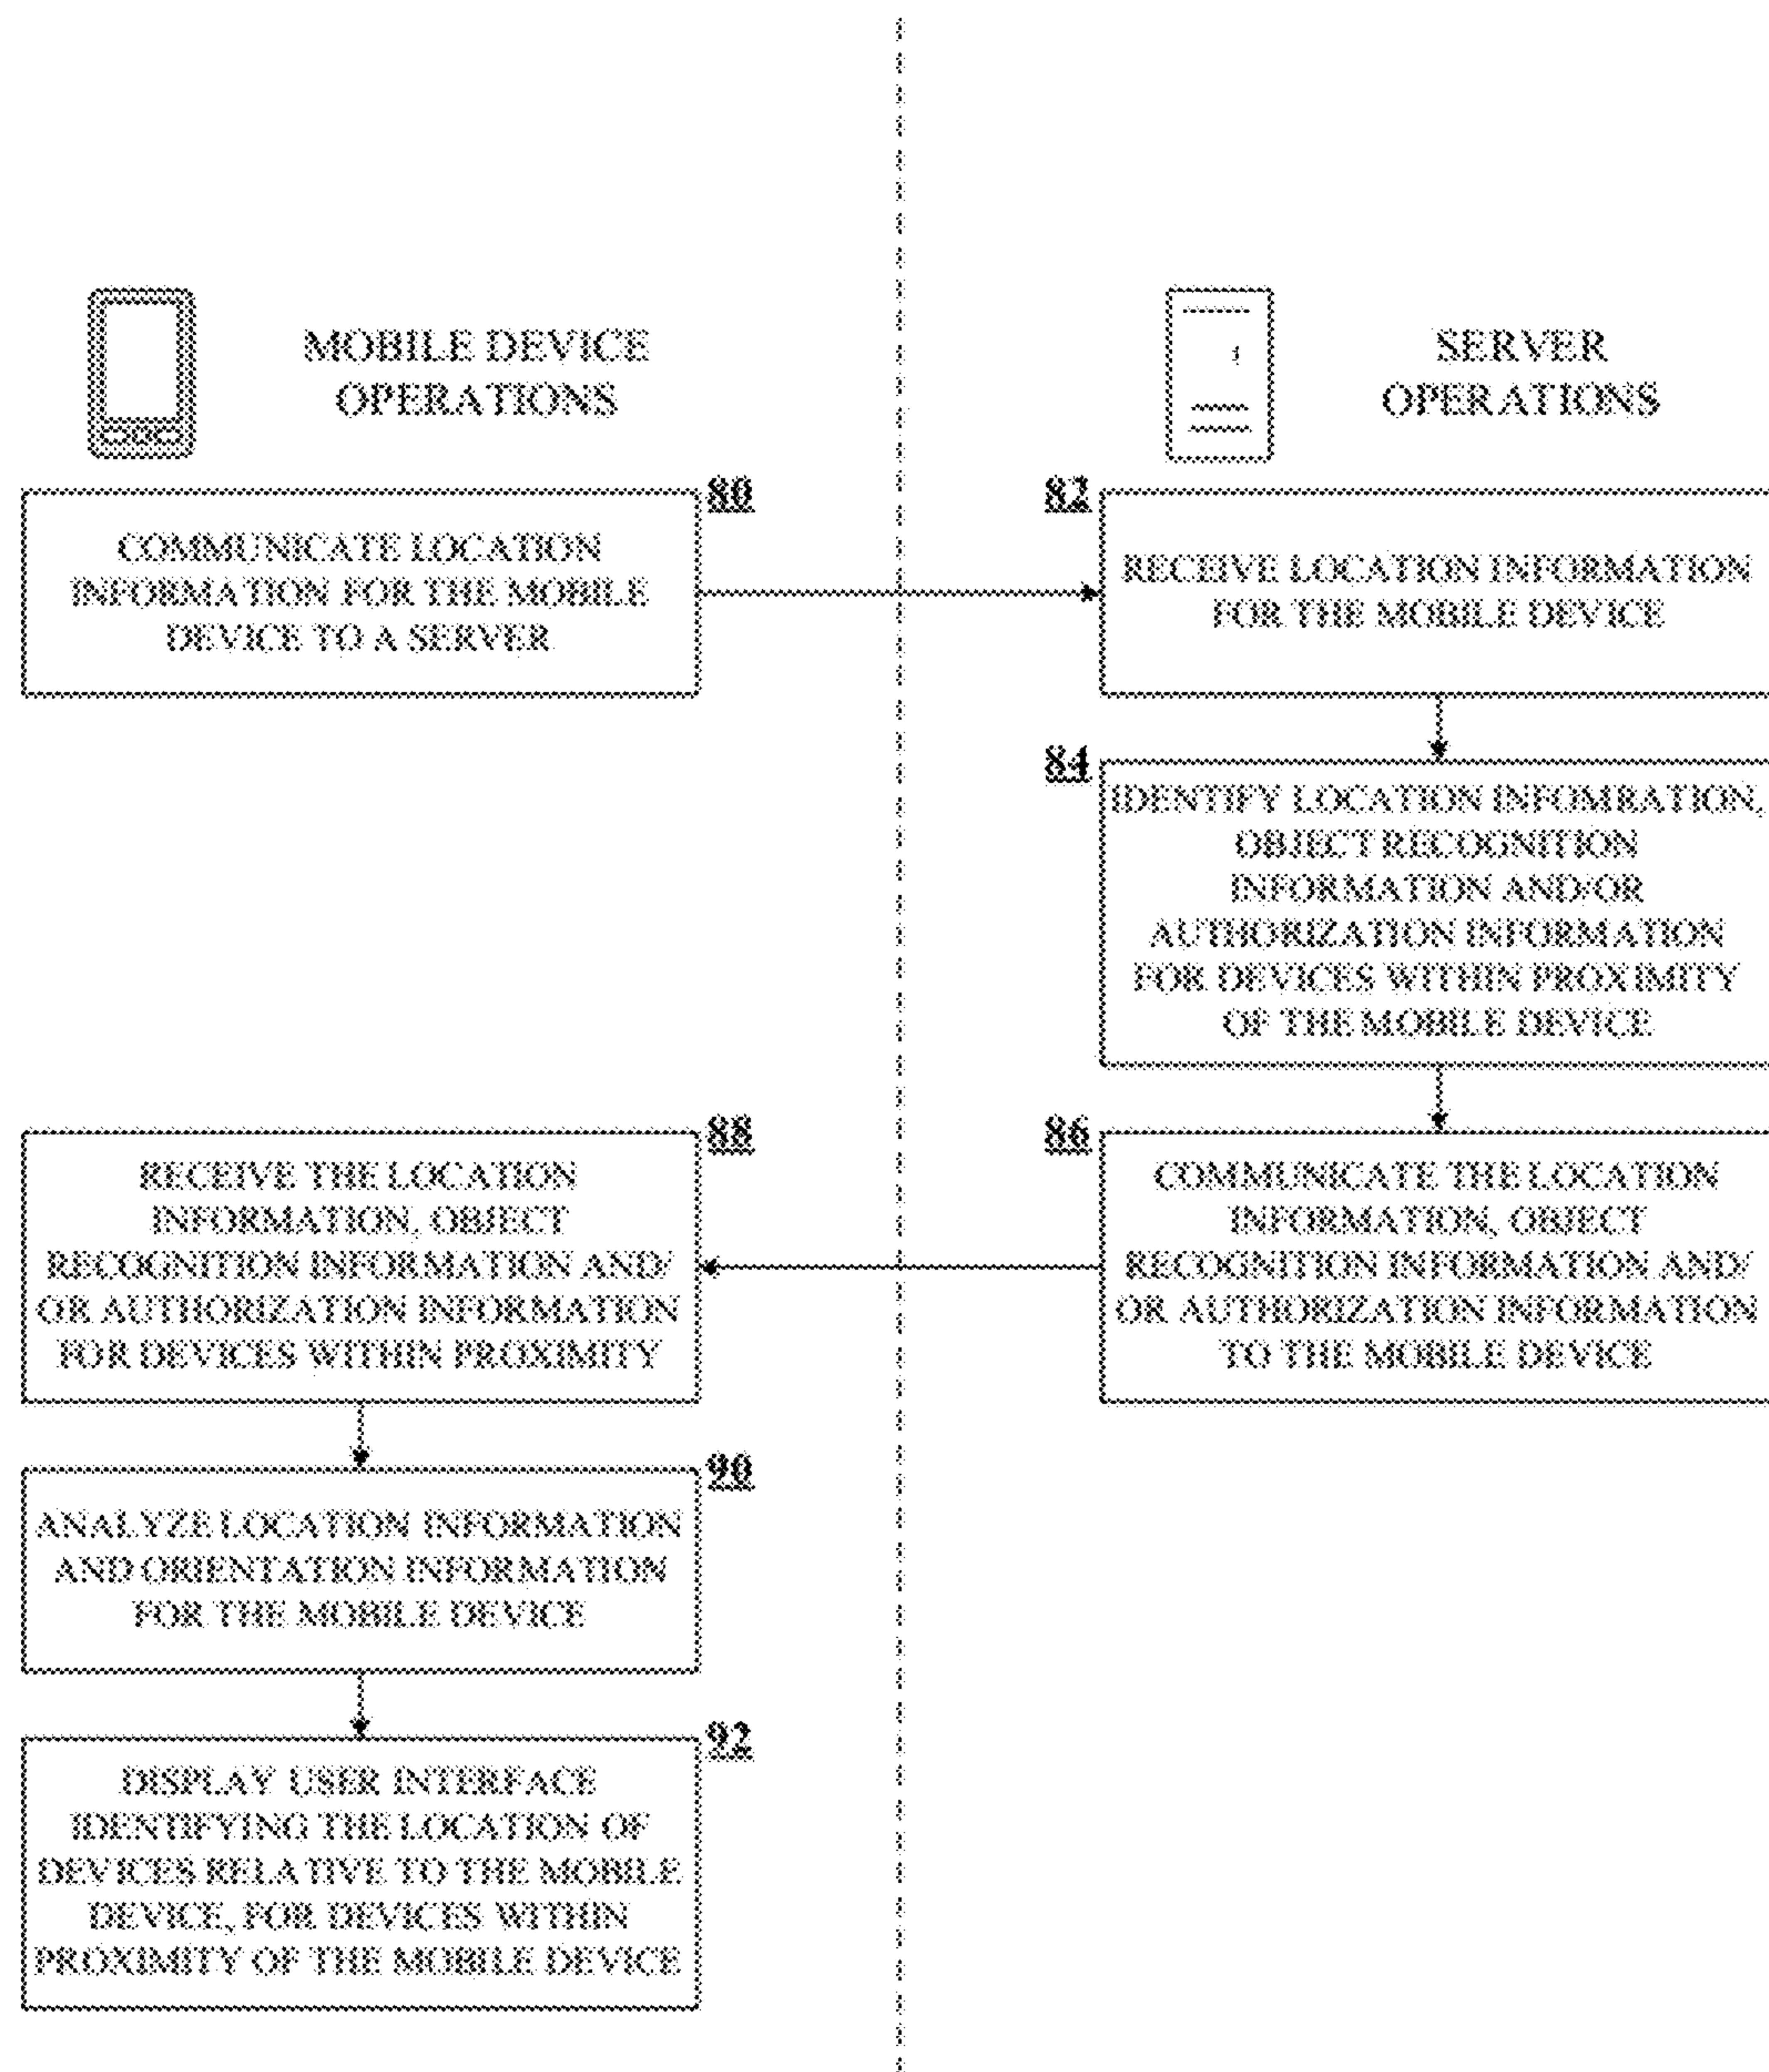 MOBILE DEVICE
OPERATIONS
SERVER
OPERATIONS
80
COMMUNICATE LOCATION
INFORMATION FOR THE MOBILE
DEVICE TO A SERVER
82
RECEIVE LOCATION INFORMATION
FOR THE MOBILE DEVICE
84
IDENTIFY LOCATION INFOMRATION,
OBJECT RECOGNITION
INFORMATION AND/OR
AUTHORIZATION INFORMATION
FOR DEVICES WITHIN PROXIMITY
OF THE MOBILE DEVICE
86
COMMUNICATE THE LOCATION
INFORMATION, OBJECT
RECOGNITION INFORMATION AND/
OR AUTHORIZATION INFORMATION
TO THE MOBILE DEVICE
88
RECEIVE THE LOCATION
INFORMATION, OBJECT
RECOGNITION INFORMATION AND/
OR AUTHORIZATION INFORMATION
FOR DEVICES WITHIN PROXIMITY
90
ANALYZE LOCATION INFORMATION
AND ORIENTATION INFORMATION
FOR THE MOBILE DEVICE
92
DISPLAY USER INTERFACE
IDENTIFYING THE LOCATION OF
DEVICES RELATIVE TO THE MOBILE
DEVICE, FOR DEVICES WITHIN
PROXIMITY OF THE MOBILE DEVICE